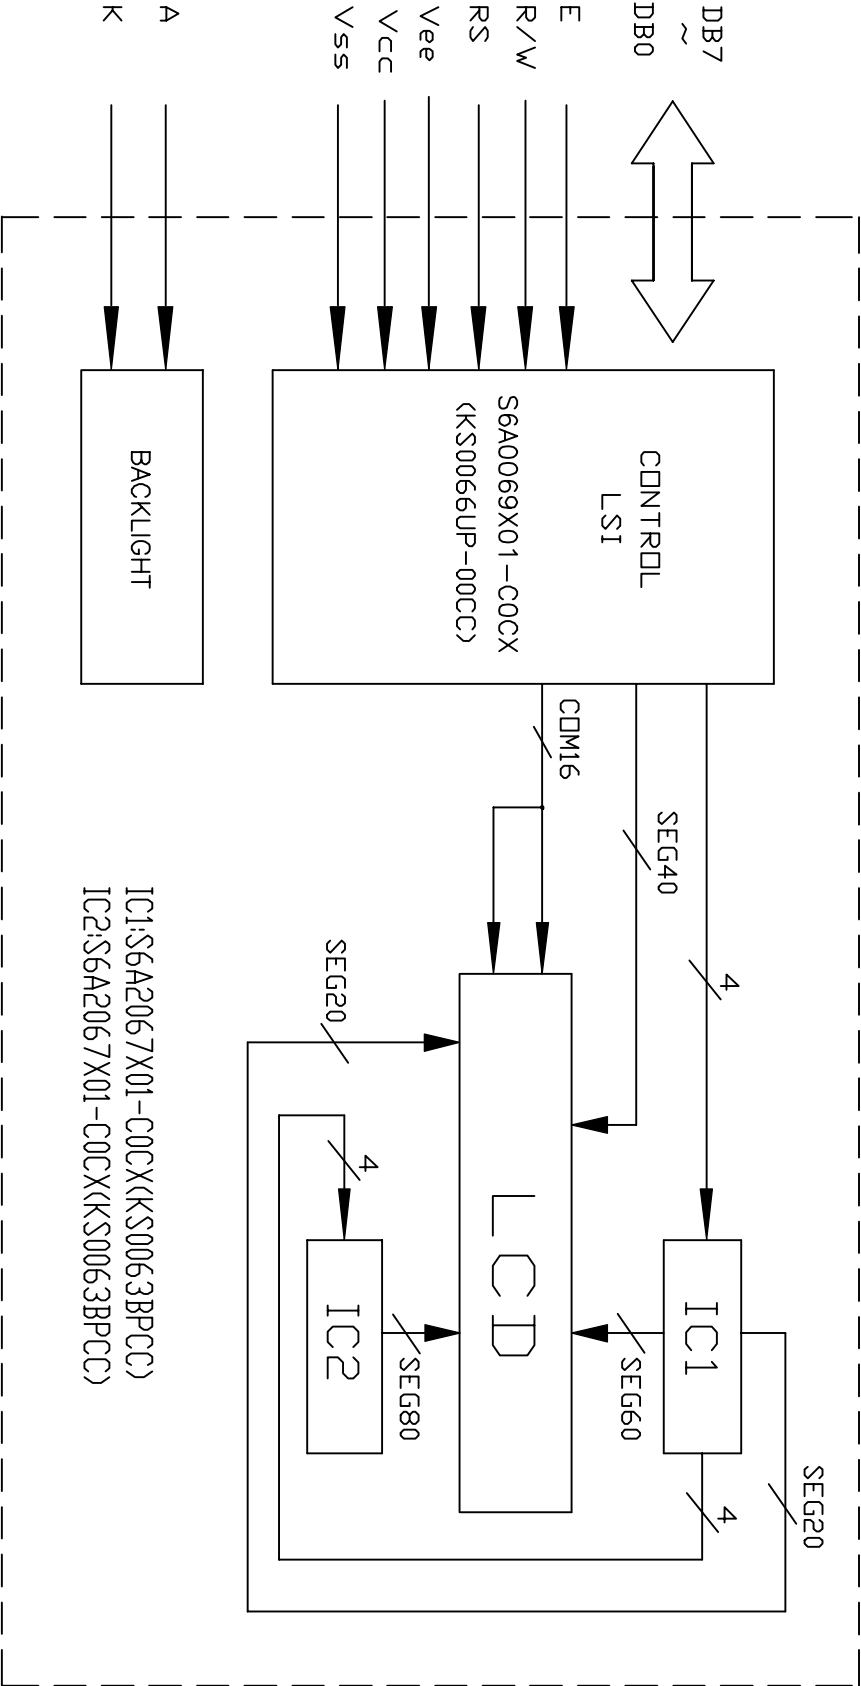 DB7
~
DB0
E
R/W
RS
Vee
Vcc
Vss
A
K
CONTROL
LSI
S6A0069X01-C0CX
(KS0066UP-00CC)
BACKLIGHT
COM16
SEG40
4
SEG20
4
LCD
IC1
IC2
SEG60
SEG80
SEG20
4
IC1:S6A2067X01-C0CX(KS0063BPCC)
IC2:S6A2067X01-C0CX(KS0063BPCC)